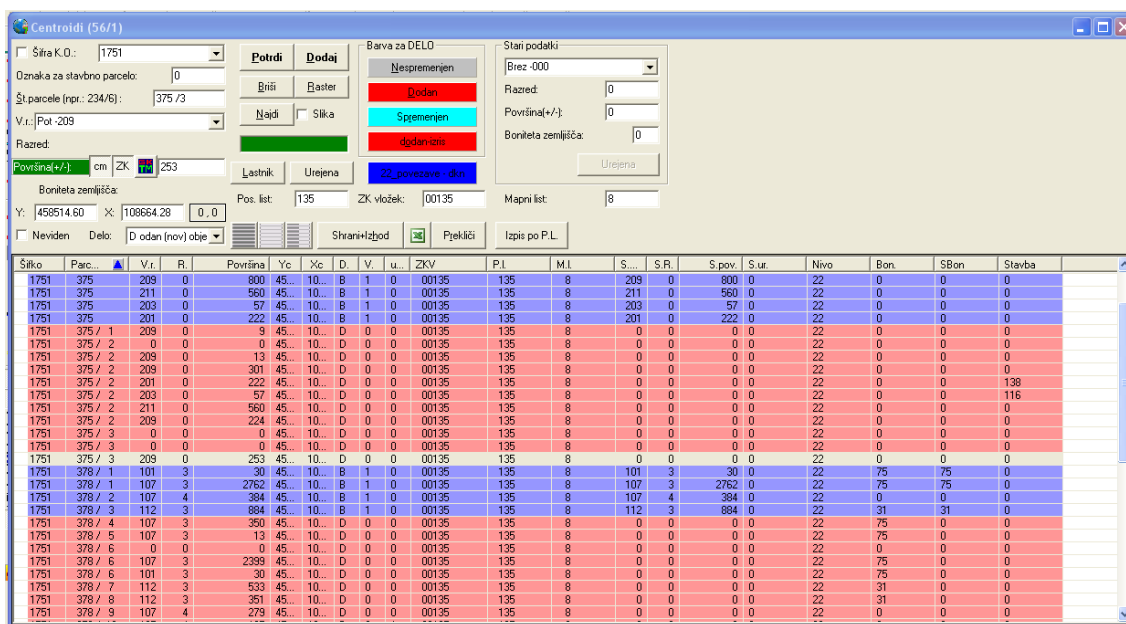 Centroidi (56/1)
Šifra K.O.: 1751
Oznaka za stavbno parcelo: 0
Št.parcele (npr.: 234/6) : 375 /3
V.r.: Pot -209
Razred:
Površina(+/-): cm ZK 253
Boniteta zemljišča:
Y: 458514.60 X: 108664.28 0 , 0
Neviden Delo: D odan (nov) obje
Potrdi Dodaj
Briši Raster
Najdi Slika
Lastnik Urejena
Pos. list: 135 ZK vložek: 00135
Shrani+Izhod Prekliči
Barva za DELO
Nespremenjen
Dodan
Spremenjen
dodan-izris
22_povezava - dkn
Stari podatki
Brez -000
Razred: 0
Površina(+/-): 0
Boniteta zemljišča: 0
Urejena
Mapni list: 8
Izpis po P.L.
Šifko Parc... V.r. R. Površina Yc Xc D. V. u... ZKV P.l. M.l. S.... S.R. S.pov. S.ur. Nivo Bon. SBon Stavba
1751 375 209 0 800 45... 10... B 1 0 00135 135 8 209 0 800 0 22 0 0 0
1751 375 211 0 560 45... 10... B 1 0 00135 135 8 211 0 560 0 22 0 0 0
1751 375 203 0 57 45... 10... B 1 0 00135 135 8 203 0 57 0 22 0 0 0
1751 375 201 0 222 45... 10... B 1 0 00135 135 8 201 0 222 0 22 0 0 0
1751 375 / 1 209 0 9 45... 10... D 0 0 00135 135 8 0 0 0 0 22 0 0 0
1751 375 / 2 0 0 0 45... 10... D 0 0 00135 135 8 0 0 0 0 22 0 0 0
1751 375 / 2 209 0 13 45... 10... D 0 0 00135 135 8 0 0 0 0 22 0 0 0
1751 375 / 2 209 0 301 45... 10... D 0 0 00135 135 8 0 0 0 0 22 0 0 0
1751 375 / 2 201 0 222 45... 10... D 0 0 00135 135 8 0 0 0 0 22 0 0 138
1751 375 / 2 203 0 57 45... 10... D 0 0 00135 135 8 0 0 0 0 22 0 0 116
1751 375 / 2 211 0 560 45... 10... D 0 0 00135 135 8 0 0 0 0 22 0 0 0
1751 375 / 2 209 0 224 45... 10... D 0 0 00135 135 8 0 0 0 0 22 0 0 0
1751 375 / 3 0 0 0 45... 10... D 0 0 00135 135 8 0 0 0 0 22 0 0 0
1751 375 / 3 0 0 0 45... 10... D 0 0 00135 135 8 0 0 0 0 22 0 0 0
1751 375 / 3 209 0 253 45... 10... D 0 0 00135 135 8 0 0 0 0 22 0 0 0
1751 378 / 1 101 3 30 45... 10... B 1 0 00135 135 8 101 3 30 0 22 75 75 0
1751 378 / 1 107 3 2762 45... 10... B 1 0 00135 135 8 107 3 2762 0 22 75 75 0
1751 378 / 2 107 4 384 45... 10... B 1 0 00135 135 8 107 4 384 0 22 0 0 0
1751 378 / 3 112 3 884 45... 10... B 1 0 00135 135 8 112 3 884 0 22 31 31 0
1751 378 / 4 107 3 350 45... 10... D 0 0 00135 135 8 0 0 0 0 22 75 0 0
1751 378 / 5 107 3 13 45... 10... D 0 0 00135 135 8 0 0 0 0 22 75 0 0
1751 378 / 6 0 0 0 45... 10... D 0 0 00135 135 8 0 0 0 0 22 0 0 0
1751 378 / 6 107 3 2399 45... 10... D 0 0 00135 135 8 0 0 0 0 22 75 0 0
1751 378 / 6 101 3 30 45... 10... D 0 0 00135 135 8 0 0 0 0 22 75 0 0
1751 378 / 7 112 3 533 45... 10... D 0 0 00135 135 8 0 0 0 0 22 31 0 0
1751 378 / 8 112 3 351 45... 10... D 0 0 00135 135 8 0 0 0 0 22 31 0 0
1751 378 / 9 107 4 279 45... 10... D 0 0 00135 135 8 0 0 0 0 22 0 0 0